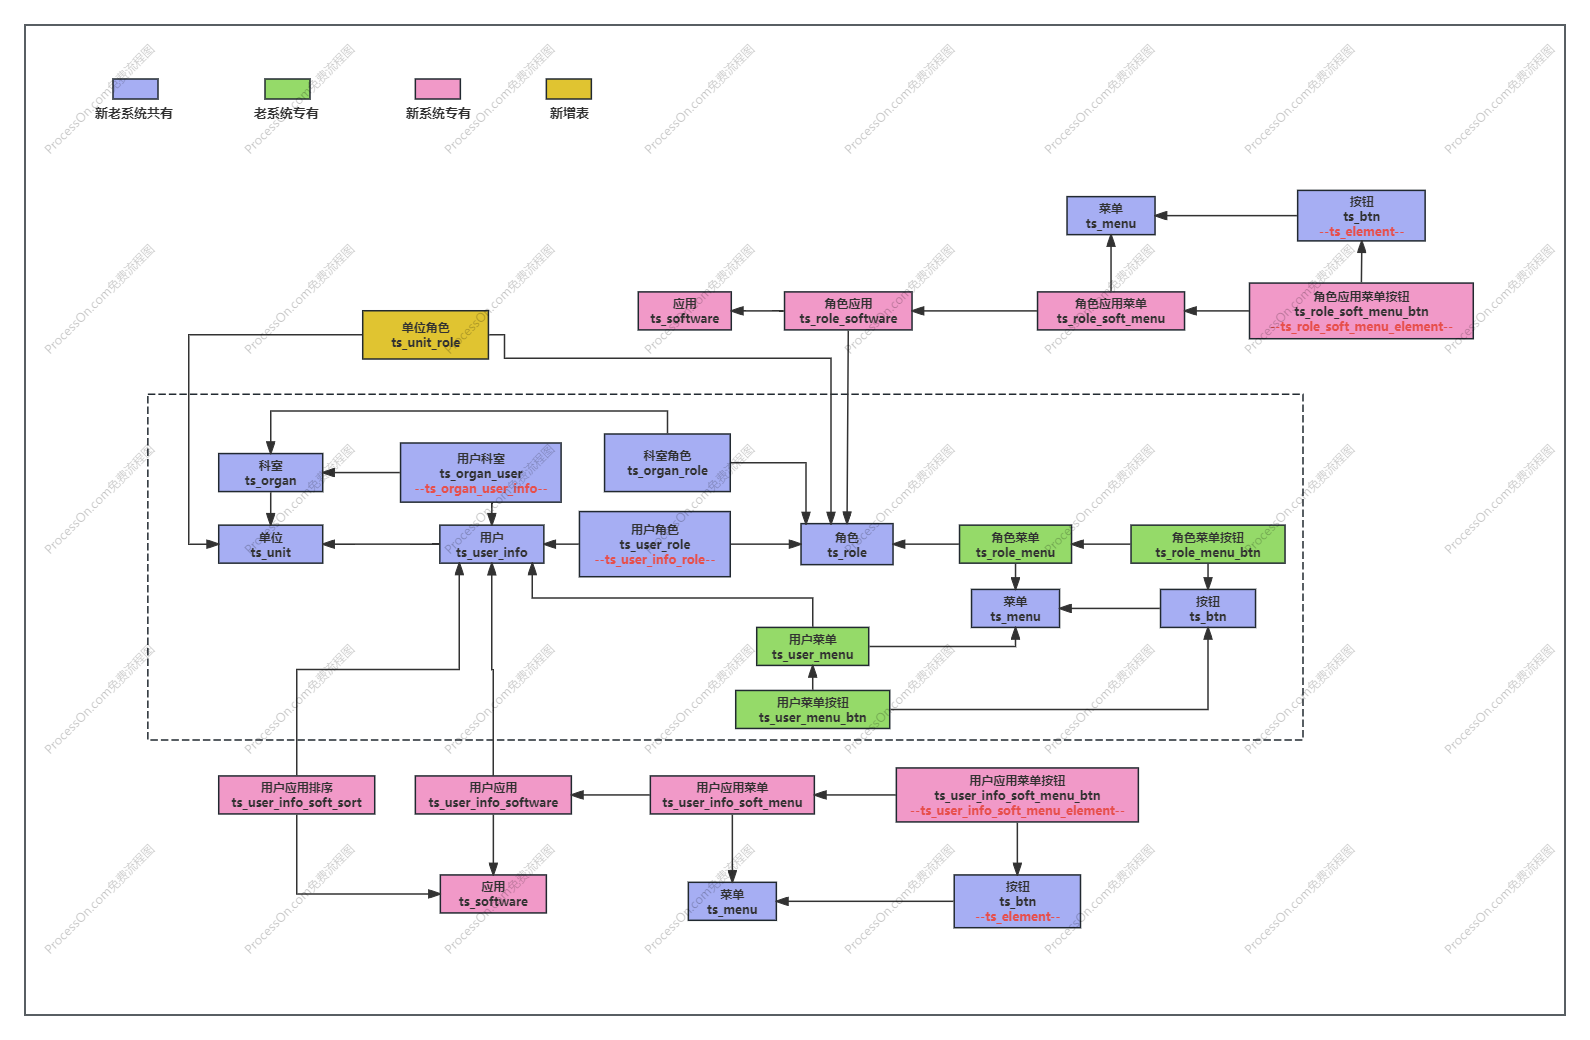 新老系统共有
老系统专有
新系统专有
新增表
菜单
ts_menu
按钮
ts_btn
--ts_element--
应用
ts_software
角色应用
ts_role_software
角色应用菜单
ts_role_soft_menu
角色应用菜单按钮
ts_role_soft_menu_btn
--ts_role_soft_menu_element--
单位角色
ts_unit_role
科室
ts_organ
用户科室
ts_organ_user
--ts_organ_user_info--
科室角色
ts_organ_role
单位
ts_unit
用户
ts_user_info
用户角色
ts_user_role
--ts_user_info_role--
角色
ts_role
角色菜单
ts_role_menu
角色菜单按钮
ts_role_menu_btn
菜单
ts_menu
按钮
ts_btn
用户菜单
ts_user_menu
用户菜单按钮
ts_user_menu_btn
用户应用排序
ts_user_info_soft_sort
用户应用
ts_user_info_software
用户应用菜单
ts_user_info_soft_menu
用户应用菜单按钮
ts_user_info_soft_menu_btn
--ts_user_info_soft_menu_element--
应用
ts_software
菜单
ts_menu
按钮
ts_btn
--ts_element--
ProcessOn.com免费流程图